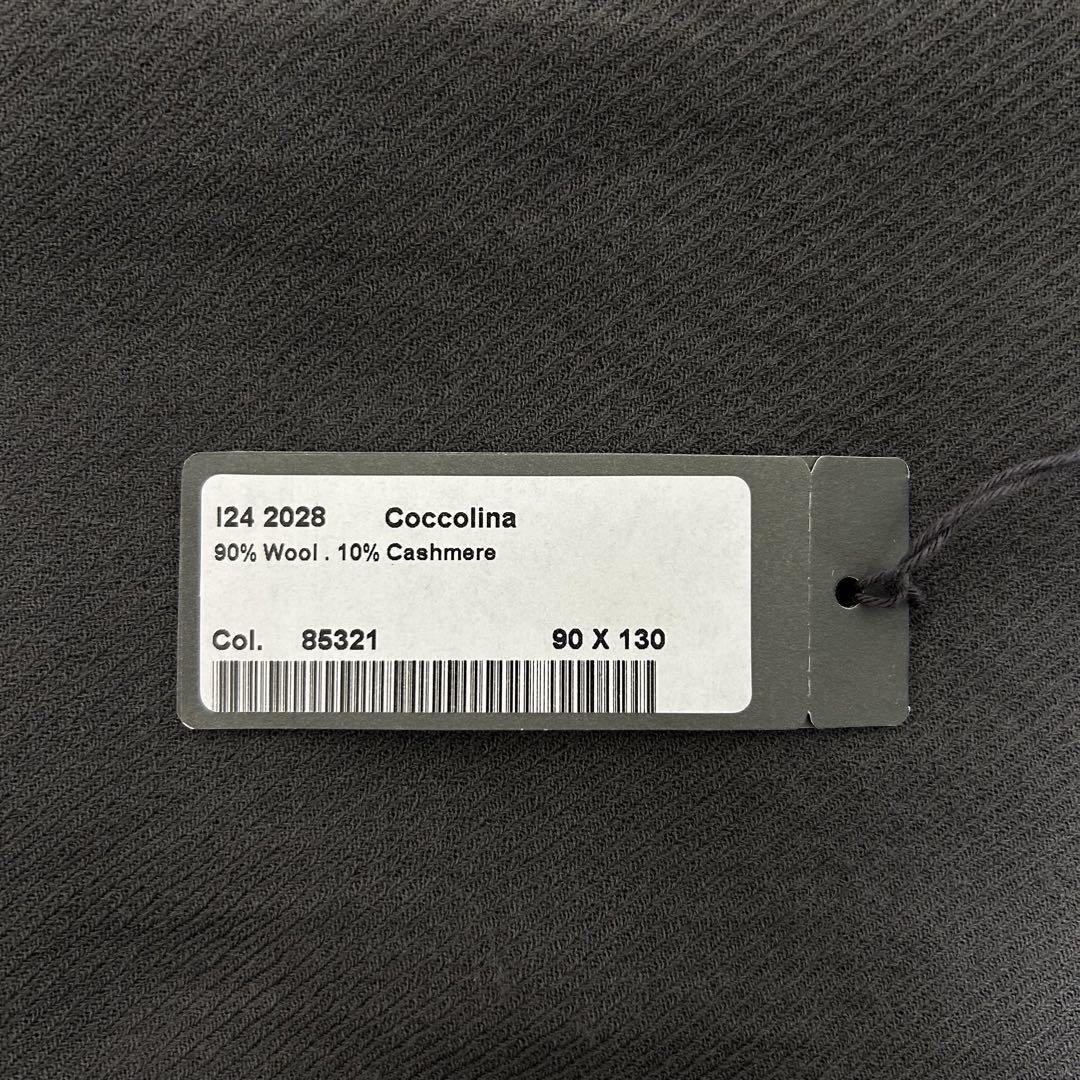 I24 2028 Coccolina
90% Wool . 10% Cashmere
Col. 85321 90 X 130